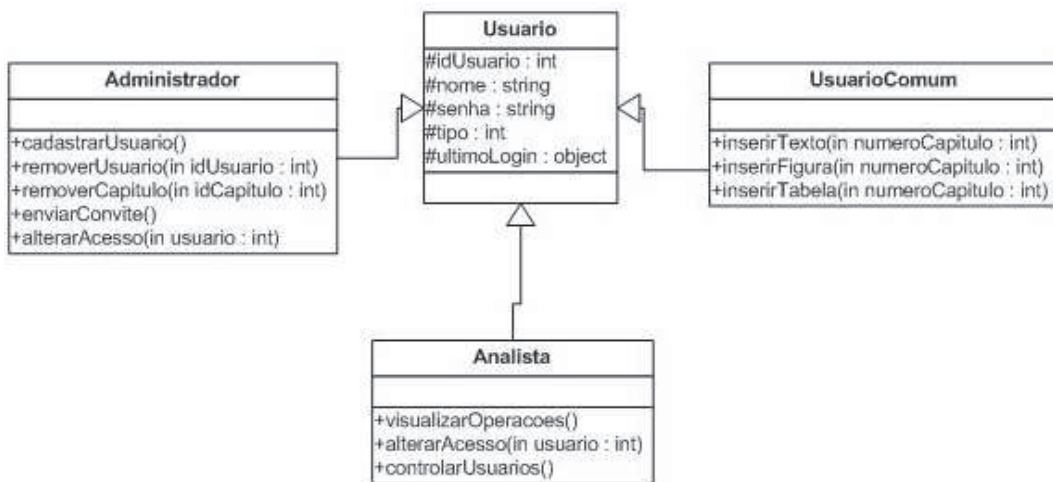 Usuario
#idUsuario : int
#nome : string
#senha : string
#tipo : int
#ultimoLogin : object
Administrador
+cadastrarUsuario()
+removerUsuario(in idUsuario : int)
+removerCapitulo(in idCapitulo : int)
+enviarConvite()
+alterarAcesso(in usuario : int)
UsuarioComum
+inserirTexto(in numeroCapitulo : int)
+inserirFigura(in numeroCapitulo : int)
+inserirTabela(in numeroCapitulo : int)
Analista
+visualizarOperacoes()
+alterarAcesso(in usuario : int)
+controlarUsuarios()